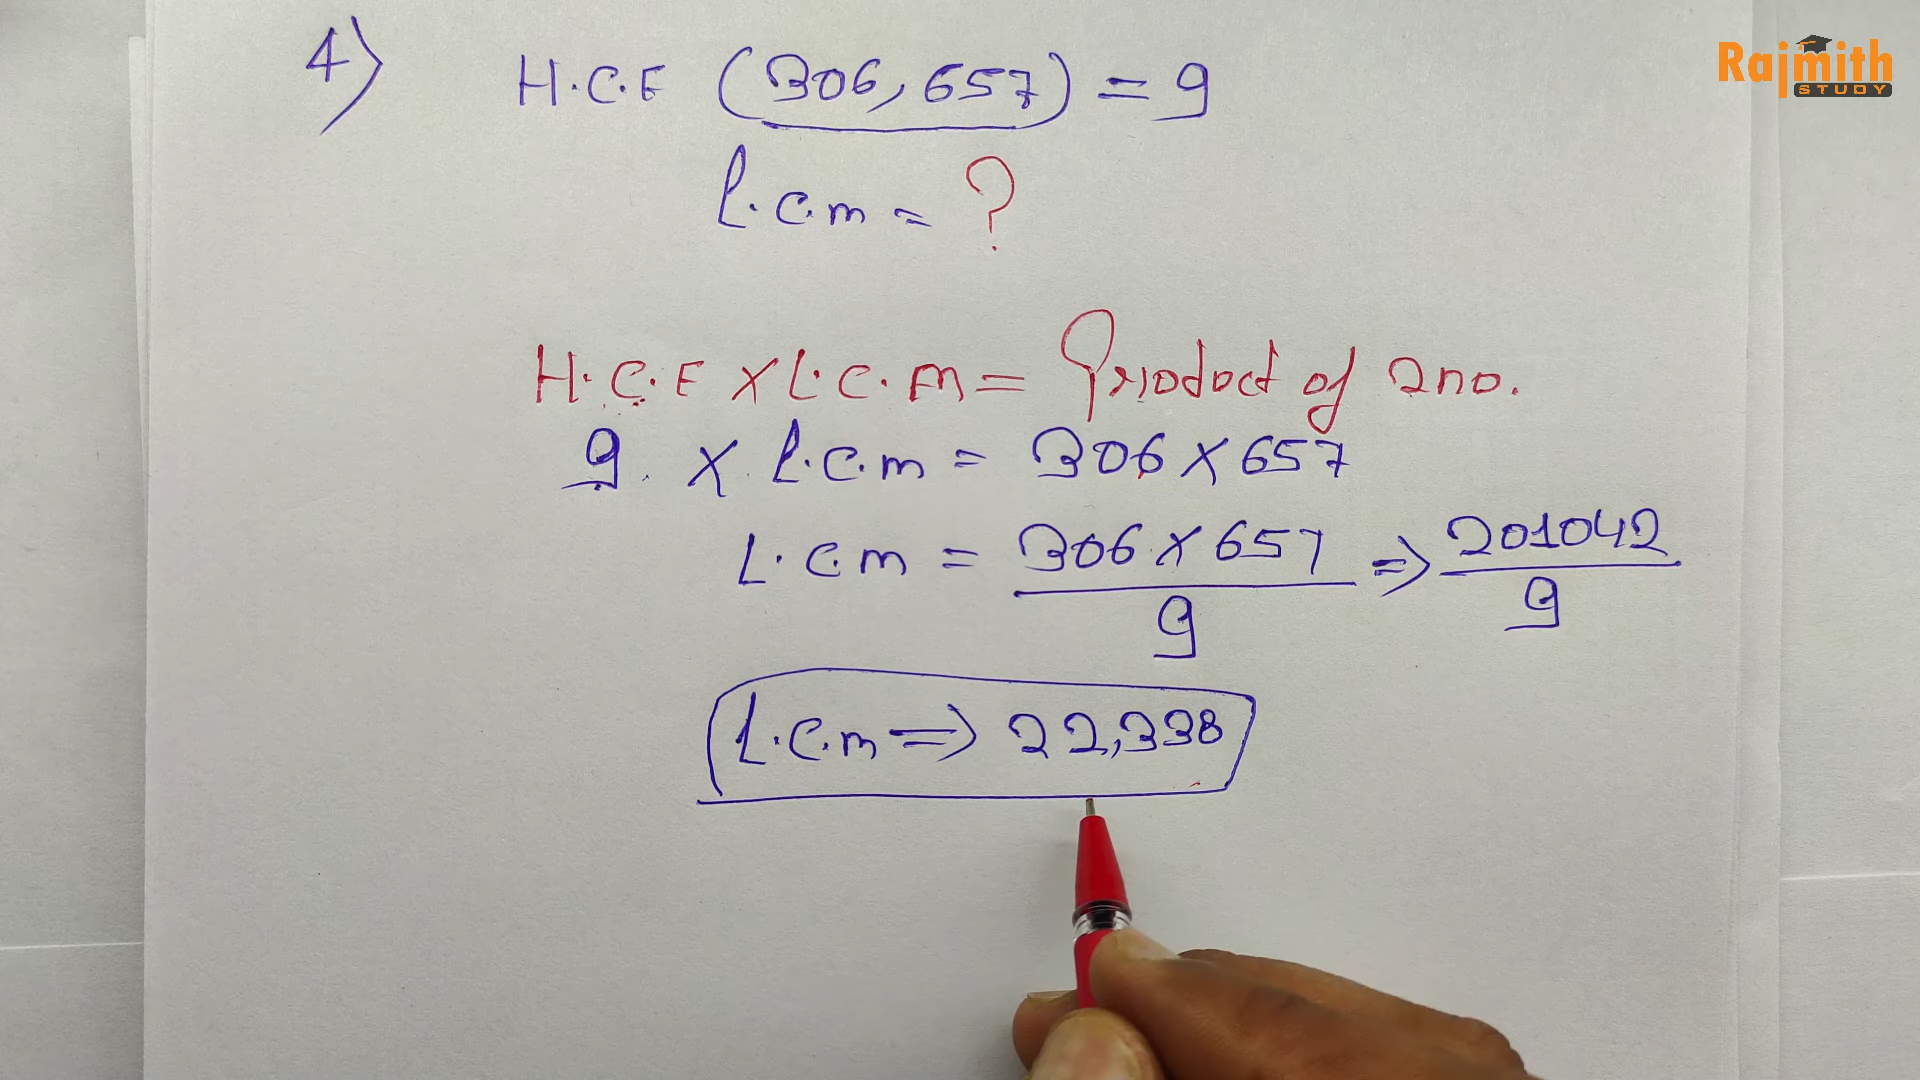 Rajmith
STUDY
4) H.C.F (306, 657) = 9
L.C.m = ?
H.C.F X L.C.M = Product of 2no.
9 X L.C.m = 306 X 657
L.C.m = 306 X 657 / 9 => 201042 / 9
L.C.m => 22,338